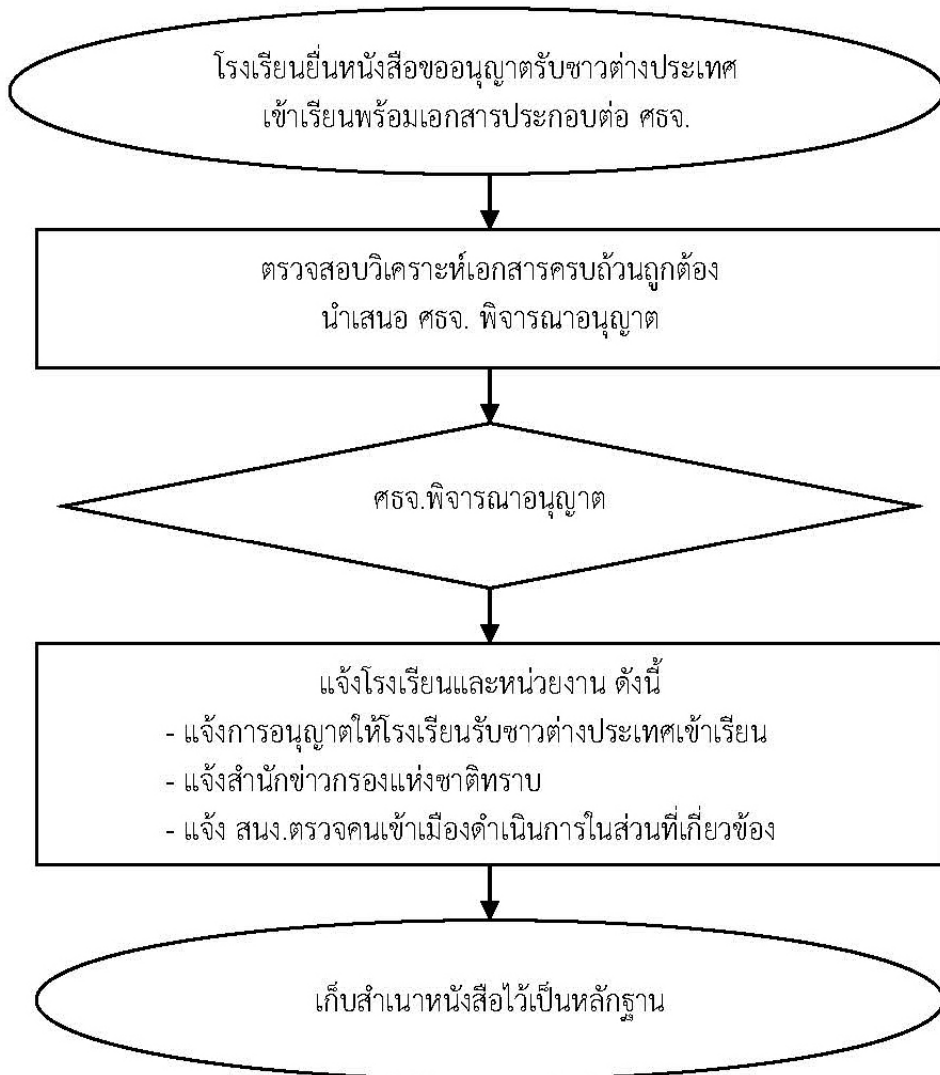 โรงเรียนยื่นหนังสือขออนุญาตรับชาวต่างประเทศ
เข้าเรียนพร้อมเอกสารประกอบต่อ ศธจ.
ตรวจสอบวิเคราะห์เอกสารครบถ้วนถูกต้อง
นำเสนอ ศธจ. พิจารณาอนุญาต
ศธจ.พิจารณาอนุญาต
แจ้งโรงเรียนและหน่วยงาน ดังนี้
- แจ้งการอนุญาตให้โรงเรียนรับชาวต่างประเทศเข้าเรียน
- แจ้งสำนักข่าวกรองแห่งชาติทราบ
- แจ้ง สนง.ตรวจคนเข้าเมืองดำเนินการในส่วนที่เกี่ยวข้อง
เก็บสำเนาหนังสือไว้เป็นหลักฐาน